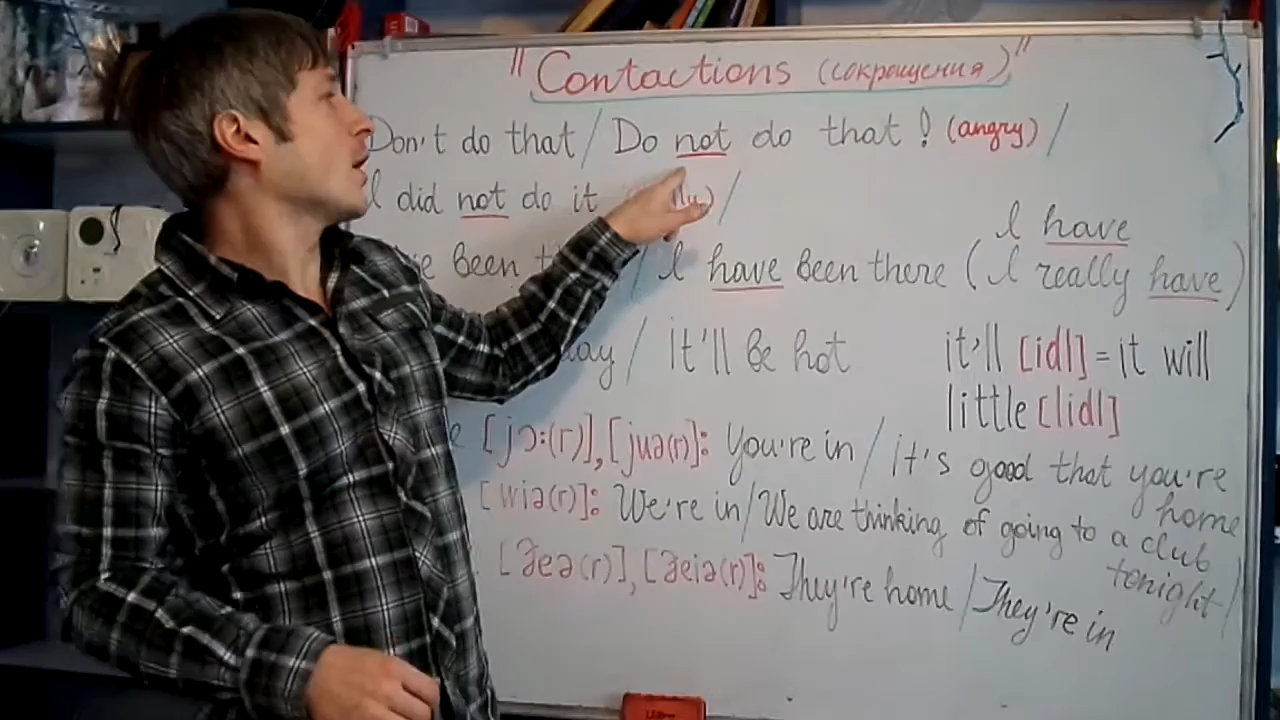 "Contactions (сокращения)"
Don't do that / Do not do that! (angry) /
I did not do it /
been / I have been there (I really have)
I have
day / it'll be hot
it'll [idl] = it will
little [lidl]
[jɔ:(r)], [juə(r)]: You're in / it's good that you're home
[wiə(r)]: We're in / We are thinking of going to a club tonight /
[ðeə(r)], [ðeiə(r)]: They're home / They're in